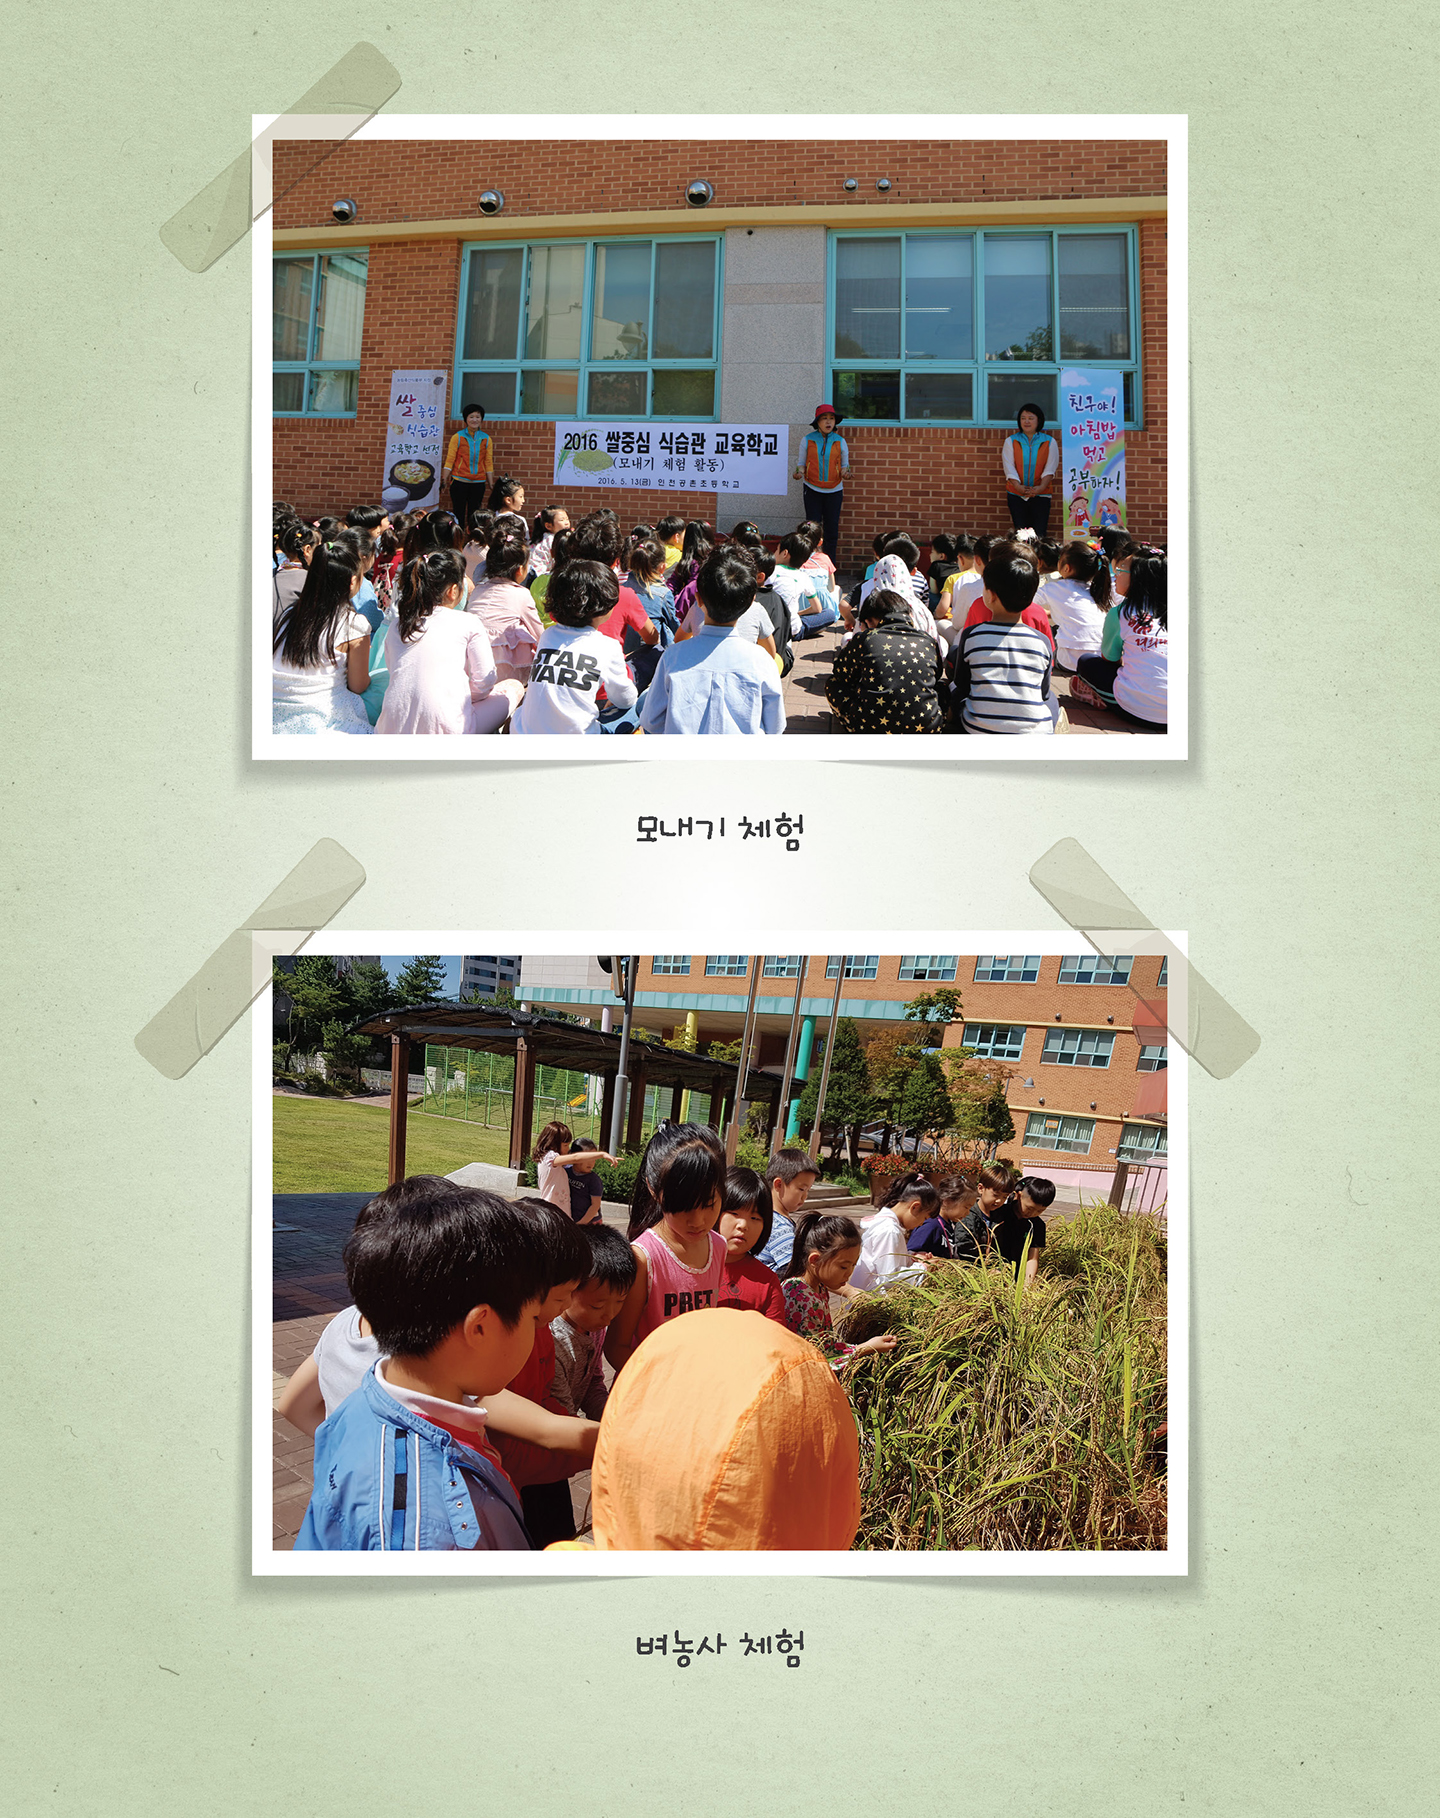 쌀중심
식습관
교육학교 선정
2016 쌀중심 식습관 교육학교
(모내기 체험 활동)
2016. 5. 13(금) 인천공촌초등학교
친구야!
아침밥
먹고
공부하자!
STAR
WARS
모내기 체험
PRET
벼농사 체험